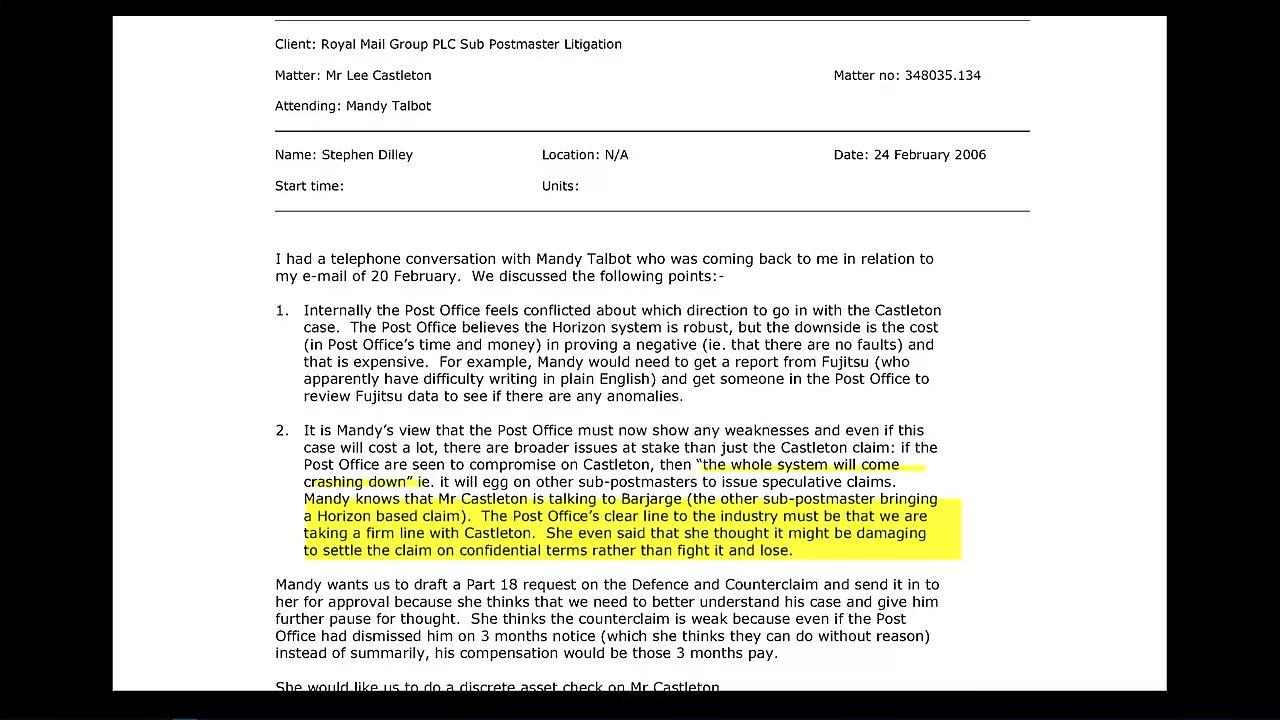 Client: Royal Mail Group PLC Sub Postmaster Litigation
Matter: Mr Lee Castleton Matter no: 348035.134
Attending: Mandy Talbot
Name: Stephen Dilley Location: N/A Date: 24 February 2006
Start time: Units:
I had a telephone conversation with Mandy Talbot who was coming back to me in relation to
my e-mail of 20 February. We discussed the following points:-
1. Internally the Post Office feels conflicted about which direction to go in with the Castleton
case. The Post Office believes the Horizon system is robust, but the downside is the cost
(in Post Office's time and money) in proving a negative (ie. that there are no faults) and
that is expensive. For example, Mandy would need to get a report from Fujitsu (who
apparently have difficulty writing in plain English) and get someone in the Post Office to
review Fujitsu data to see if there are any anomalies.
2. It is Mandy's view that the Post Office must now show any weaknesses and even if this
case will cost a lot, there are broader issues at stake than just the Castleton claim: if the
Post Office are seen to compromise on Castleton, then "the whole system will come
crashing down" ie. it will egg on other sub-postmasters to issue speculative claims.
Mandy knows that Mr Castleton is talking to Barjarge (the other sub-postmaster bringing
a Horizon based claim). The Post Office's clear line to the industry must be that we are
taking a firm line with Castleton. She even said that she thought it might be damaging
to settle the claim on confidential terms rather than fight it and lose.
Mandy wants us to draft a Part 18 request on the Defence and Counterclaim and send it in to
her for approval because she thinks that we need to better understand his case and give him
further pause for thought. She thinks the counterclaim is weak because even if the Post
Office had dismissed him on 3 months notice (which she thinks they can do without reason)
instead of summarily, his compensation would be those 3 months pay.
She would like us to do a discrete asset check on Mr Castleton